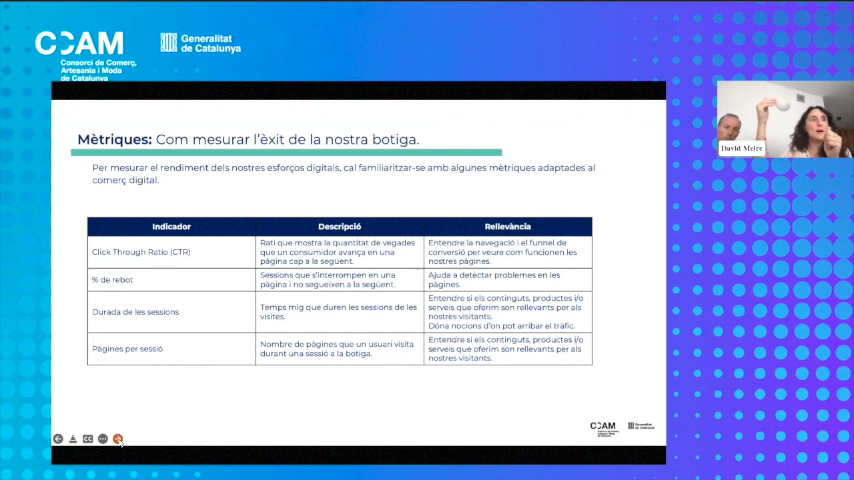 CCAM
Consorci de Comerç,
Artesania i Moda
de Catalunya
Generalitat
de Catalunya
Mètriques: Com mesurar l'èxit de la nostra botiga.
Per mesurar el rendiment dels nostres esforços digitals, cal familiaritzar-se amb algunes mètriques adaptades al
comerç digital.
Indicador Descripció Rellevància
Click Through Ratio (CTR)
Rati que mostra la quantitat de vegades
que un consumidor avança en una
pàgina cap a la següent.
Entendre la navegació i el funnel de
conversió per veure com funcionen les
nostres pàgines.
% de rebot
Sessions que s'interrompen en una
pàgina i no segueixen a la següent.
Ajuda a detectar problemes en les
pàgines.
Durada de les sessions
Temps mig que duren les sessions de les
visites.
Entendre si els continguts, productes i/o
serveis que oferim son rellevants per als
nostres visitants.
Dóna nocions d'on pot arribar el tràfic.
Pàgines per sessió
Nombre de pàgines que un usuari visita
durant una sessió a la botiga.
Entendre si els continguts, productes i/o
serveis que oferim son rellevants per als
nostres visitants.
David Meire
CC
CCAM
Generalitat
de Catalunya